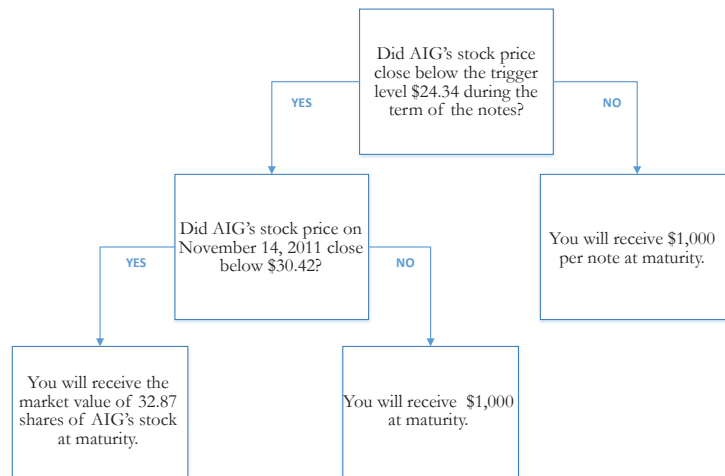 Did AIG's stock price
close below the trigger
level $24.34 during the
term of the notes?
YES
NO
Did AIG's stock price on
November 14, 2011 close
below $30.42?
You will receive $1,000
per note at maturity.
YES
NO
You will receive the
market value of 32.87
shares of AIG's stock
at maturity.
You will receive $1,000
at maturity.